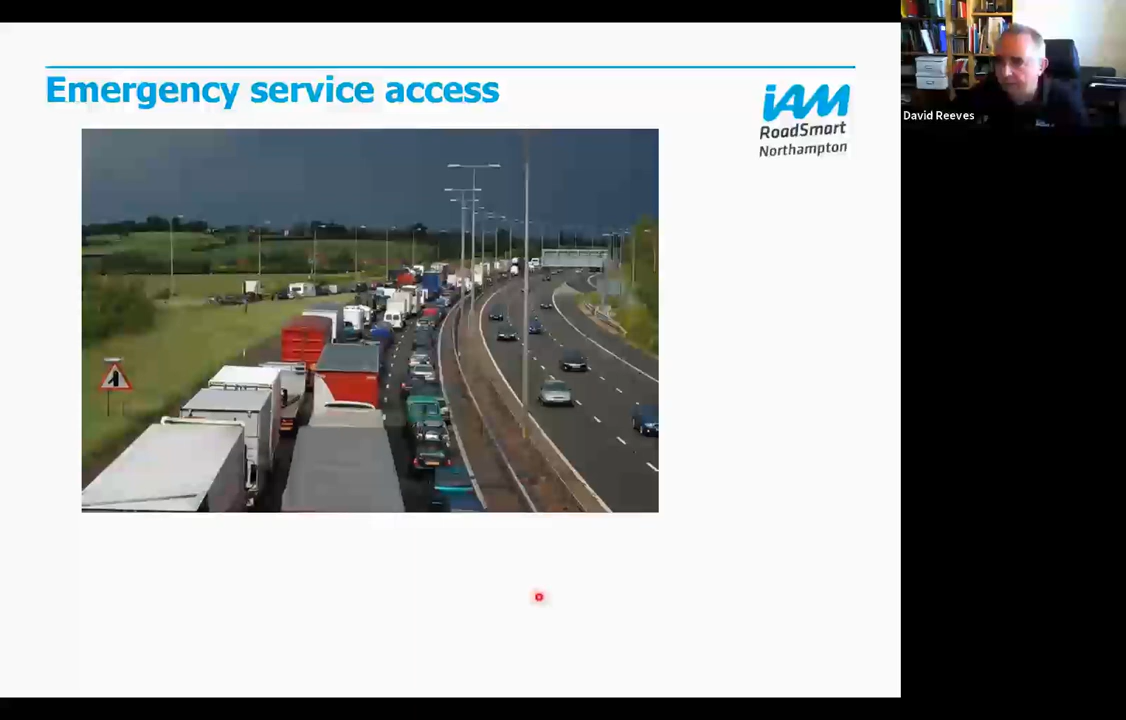 Emergency service access
iAM
RoadSmart
Northampton
David Reeves